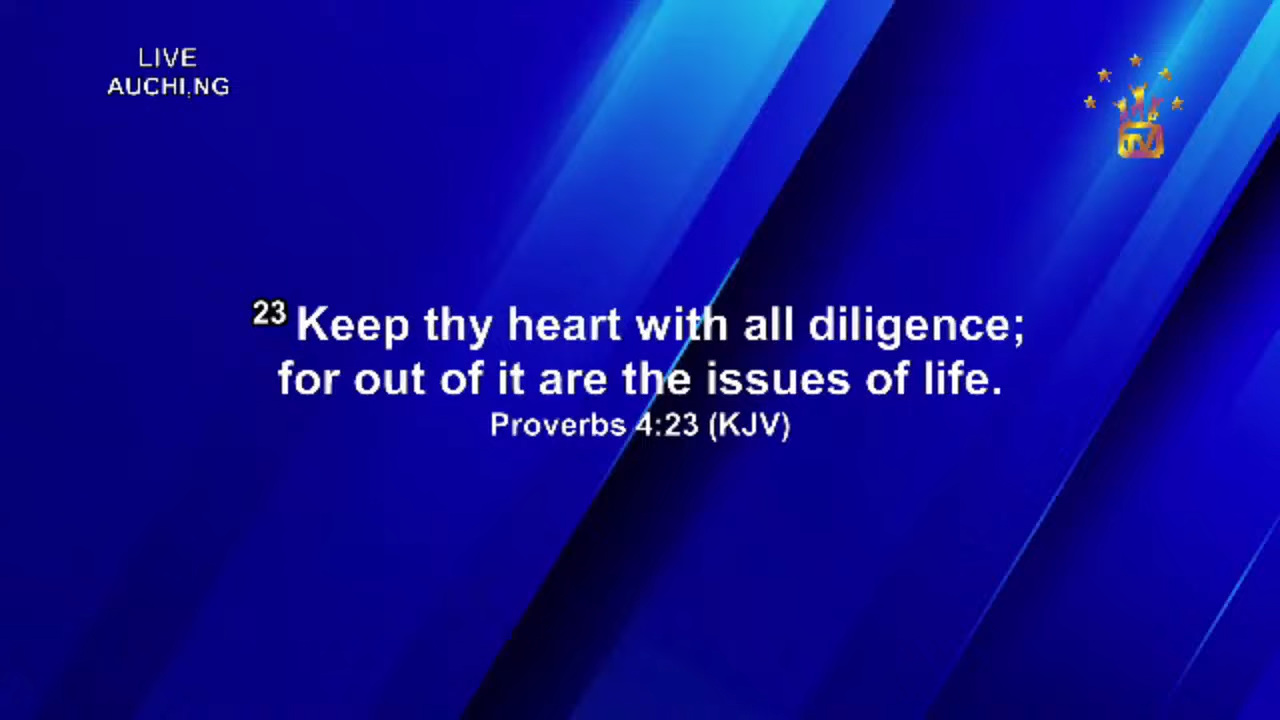 LIVE
AUCHI,NG
TV
23 Keep thy heart with all diligence;
for out of it are the issues of life.
Proverbs 4:23 (KJV)